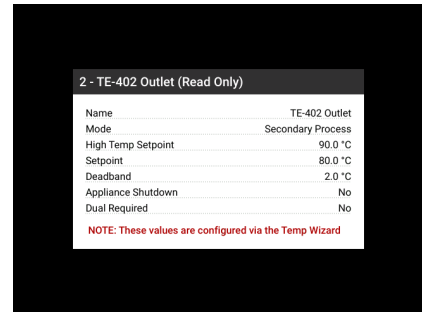 2 - TE-402 Outlet (Read Only)
Name TE-402 Outlet
Mode Secondary Process
High Temp Setpoint 90.0 °C
Setpoint 80.0 °C
Deadband 2.0 °C
Appliance Shutdown No
Dual Required No
NOTE: These values are configured via the Temp Wizard